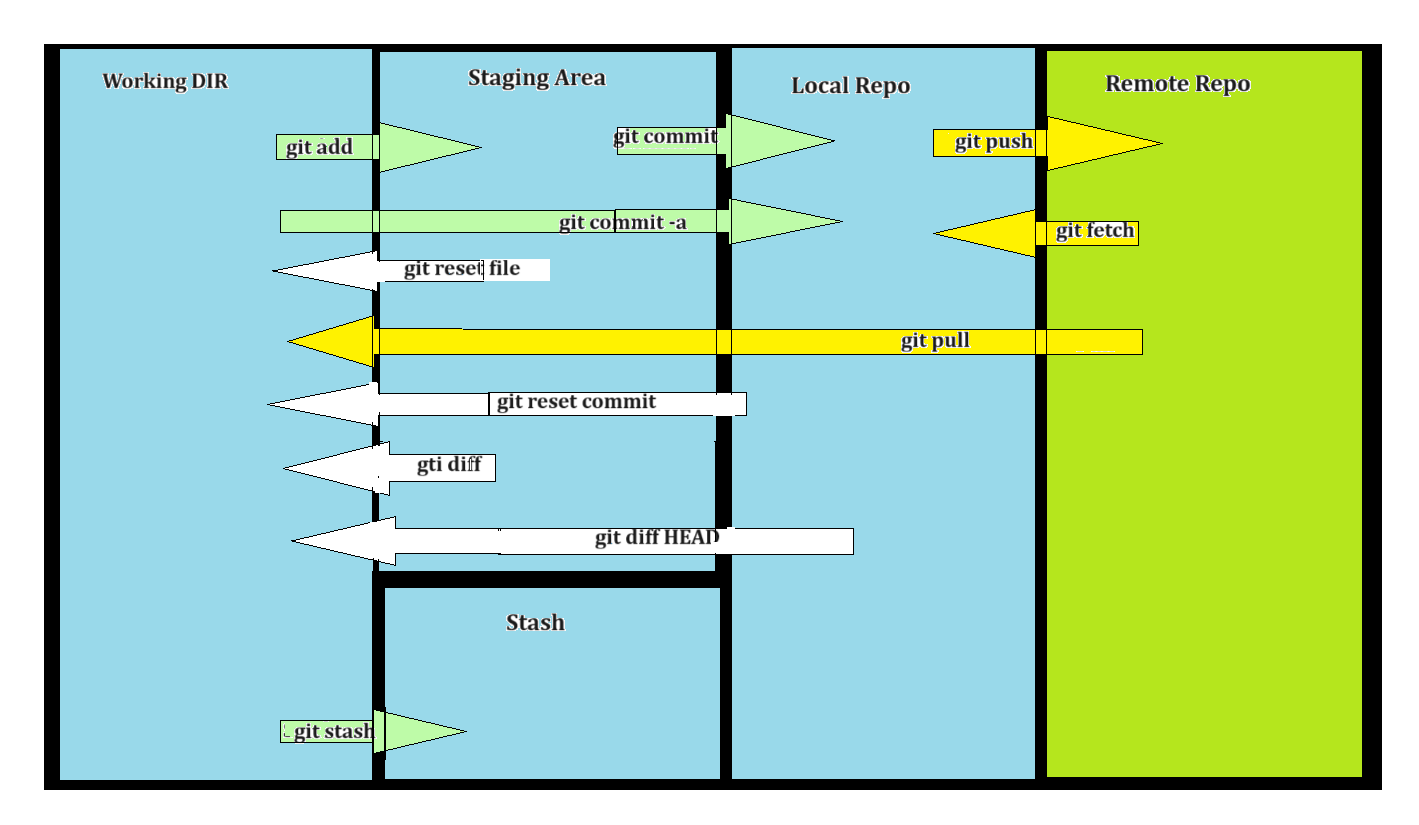 Working DIR
Staging Area
Local Repo
Remote Repo
git add
git commit
git push
git commit -a
git fetch
git reset file
git pull
git reset commit
gti diff
git diff HEAD
Stash
git stash